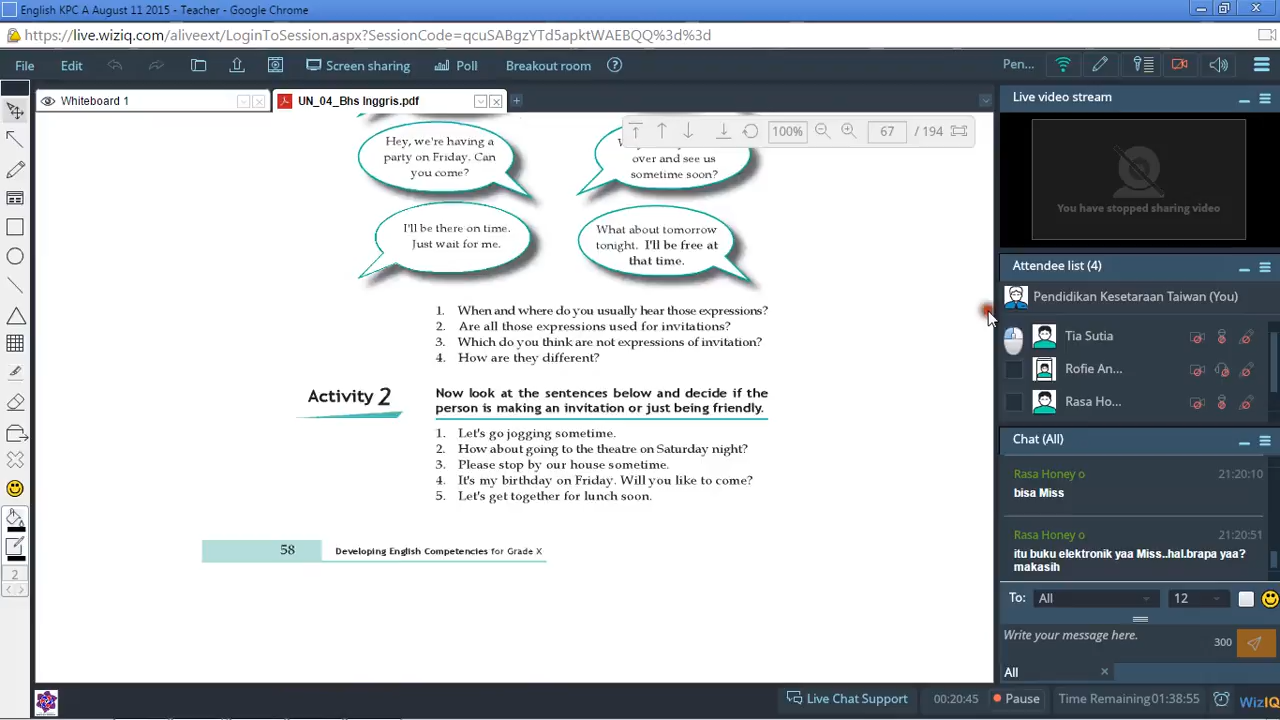 English KPC A August 11 2015 - Teacher - Google Chrome
https://live.wiziq.com/aliveext/LoginToSession.aspx?SessionCode=qcuSABgzYTd5apktWAEBQQ%3d%3d
File Edit Screen sharing Poll Breakout room ? Pen...
Whiteboard 1 UN_04_Bhs Inggris.pdf
100% 67 / 194
Hey, we're having a
party on Friday. Can
you come?
over and see us
sometime soon?
I'll be there on time.
Just wait for me.
What about tomorrow
tonight. I'll be free at
that time.
1. When and where do you usually hear those expressions?
2. Are all those expressions used for invitations?
3. Which do you think are not expressions of invitation?
4. How are they different?
Activity 2
Now look at the sentences below and decide if the
person is making an invitation or just being friendly.
1. Let's go jogging sometime.
2. How about going to the theatre on Saturday night?
3. Please stop by our house sometime.
4. It's my birthday on Friday. Will you like to come?
5. Let's get together for lunch soon.
58 Developing English Competencies for Grade X
2
Live video stream
You have stopped sharing video
Attendee list (4)
Pendidikan Kesetaraan Taiwan (You)
Tia Sutia
Rofie An...
Rasa Ho...
Chat (All)
Rasa Honey o 21:20:10
bisa Miss
Rasa Honey o 21:20:51
itu buku elektronik yaa Miss..hal.brapa yaa?
makasih
To: All 12
Write your message here. 300
All
Live Chat Support 00:20:45 Pause Time Remaining 01:38:55 WizIQ